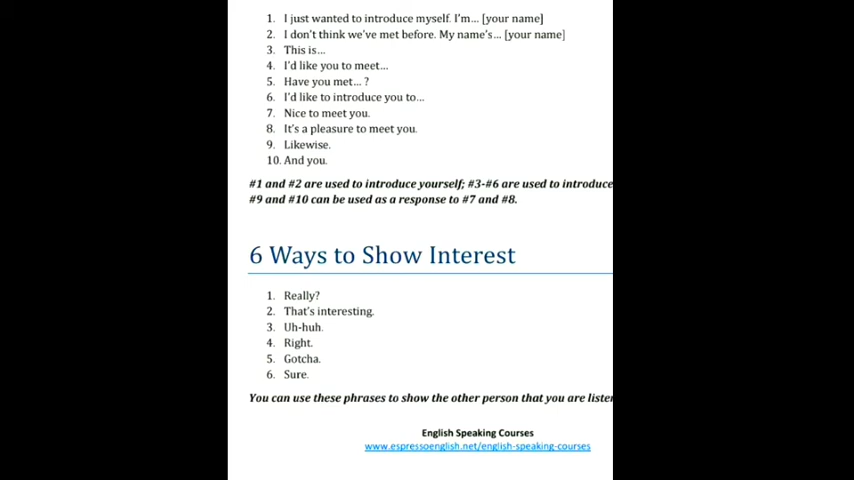 1. I just wanted to introduce myself. I'm… [your name]
2. I don't think we've met before. My name's… [your name]
3. This is…
4. I'd like you to meet…
5. Have you met… ?
6. I'd like to introduce you to…
7. Nice to meet you.
8. It's a pleasure to meet you.
9. Likewise.
10. And you.
#1 and #2 are used to introduce yourself; #3-#6 are used to introduce
#9 and #10 can be used as a response to #7 and #8.
6 Ways to Show Interest
1. Really?
2. That's interesting.
3. Uh-huh.
4. Right.
5. Gotcha.
6. Sure.
You can use these phrases to show the other person that you are
English Speaking Courses
www.espressoenglish.net/english-speaking-courses